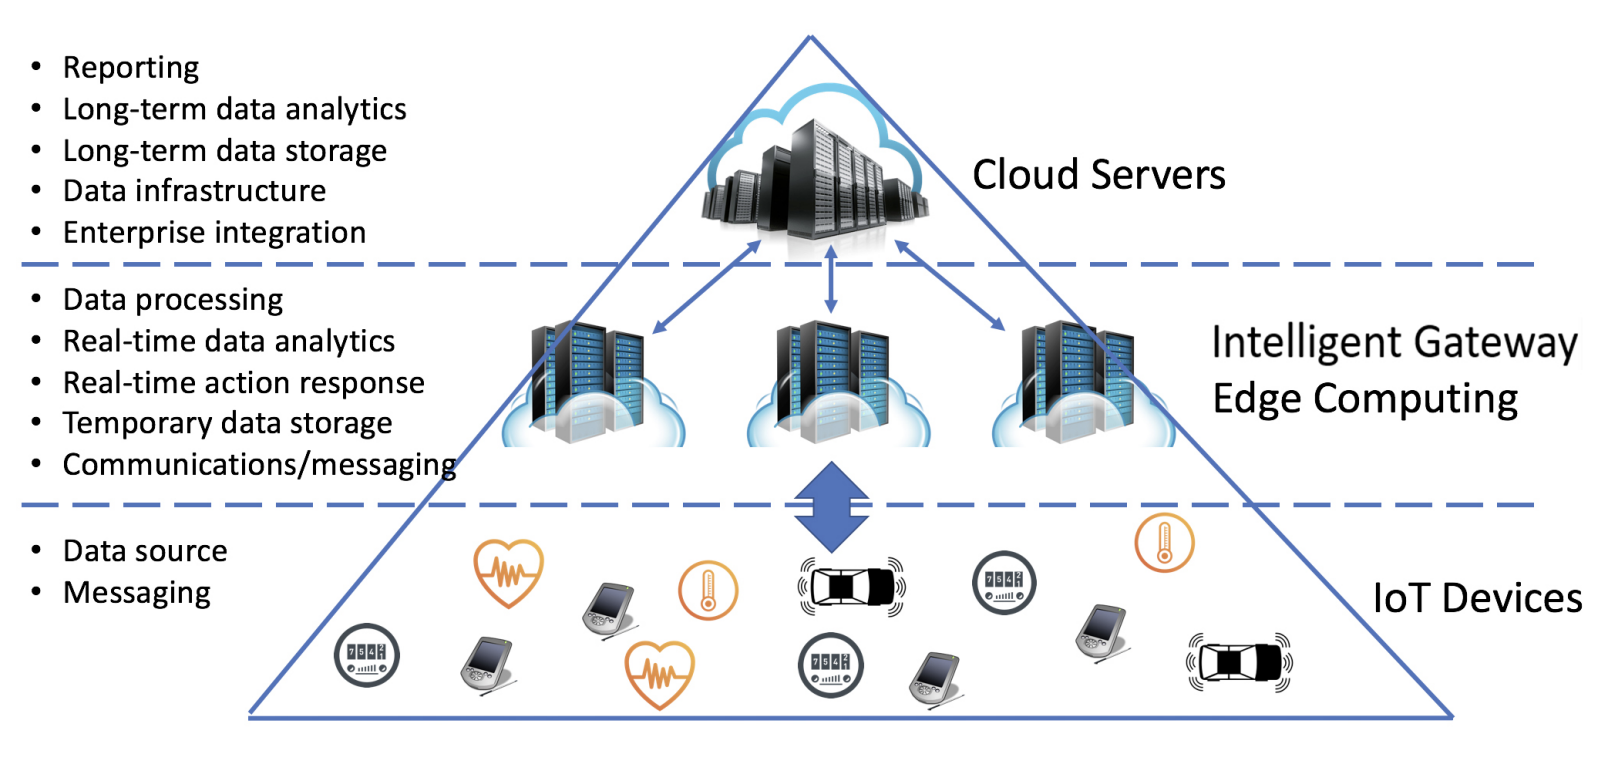 • Reporting
• Long-term data analytics
• Long-term data storage
• Data infrastructure
• Enterprise integration
Cloud Servers
• Data processing
• Real-time data analytics
• Real-time action response
• Temporary data storage
• Communications/messaging
Intelligent Gateway
Edge Computing
• Data source
• Messaging
IoT Devices